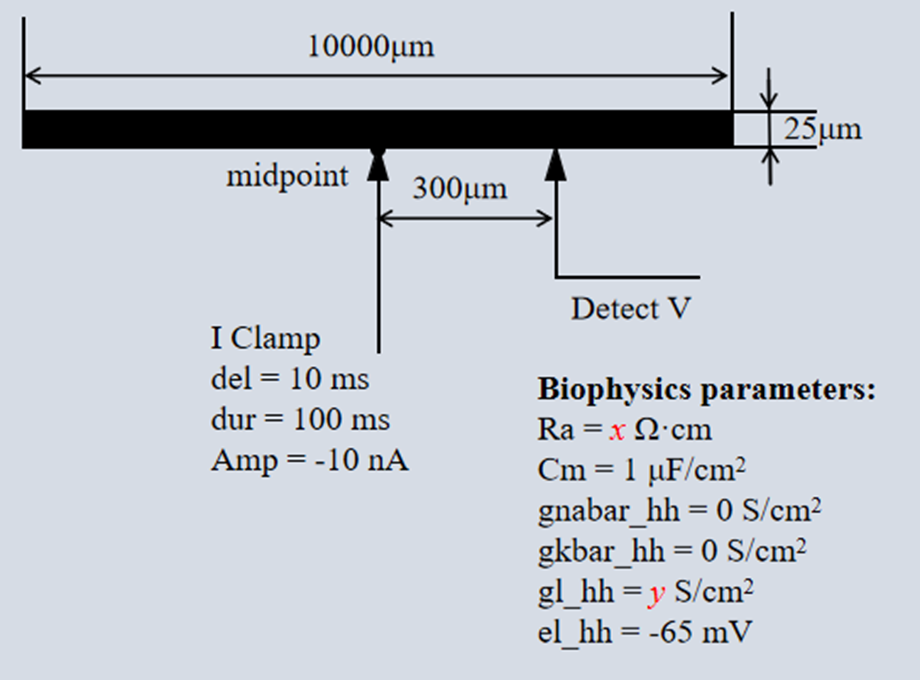 10000μm
25μm
midpoint
300μm
Detect V
I Clamp
del = 10 ms
dur = 100 ms
Amp = -10 nA
Biophysics parameters:
Ra = x Ω·cm
Cm = 1 μF/cm²
gnabar_hh = 0 S/cm²
gkbar_hh = 0 S/cm²
gl_hh = y S/cm²
el_hh = -65 mV